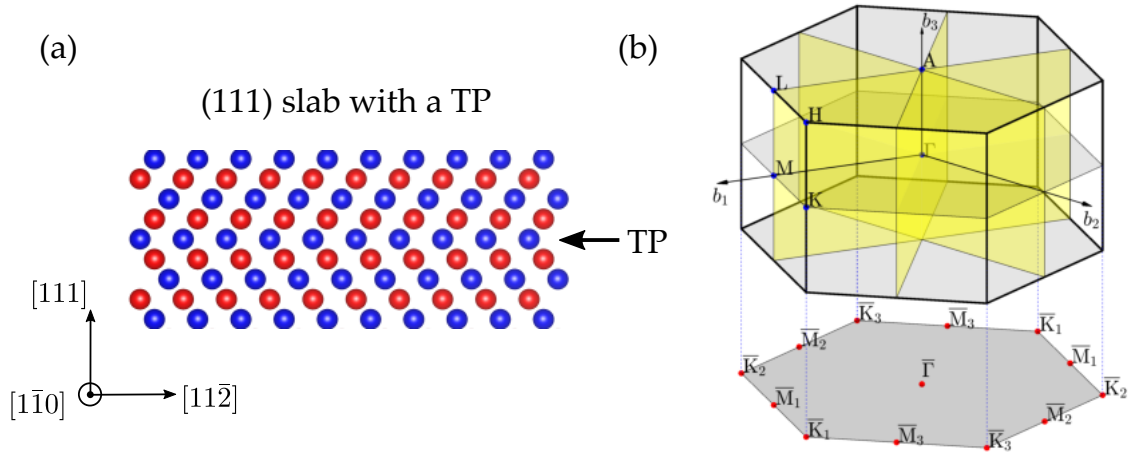 (a)
(111) slab with a TP
TP
[111]
[11̄0]
[112̄]
(b)
b₃
A
L
H
Γ
M
b₁
K
b₂
K̅₃
M̅₃
K̅₁
M̅₂
K̅₂
M̅₁
Γ̅
K̅₂
M̅₁
M̅₂
K̅₁
M̅₃
K̅₃